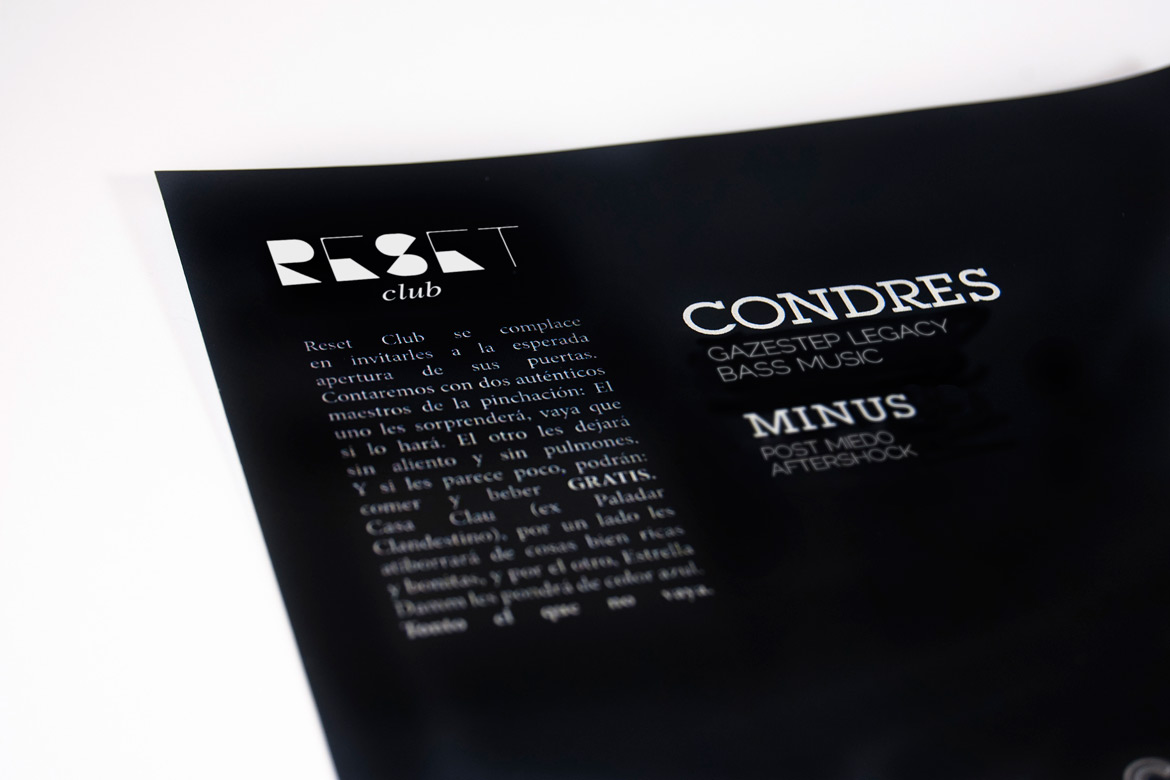 RESET
club
Reset Club se complace
en invitarles a la esperada
apertura de sus puertas.
Contaremos con dos auténticos
maestros de la pinchación: El
uno les sorprenderá, vaya que
si lo hará. El otro les dejará
sin aliento y sin pulmones.
Y si les parece poco, podrán:
comer y beber GRATIS.
Casa Clau (ex Paladar
Clandestino), por un lado les
atiborrará de cosas bien ricas
y bonitas, y por el otro, Estrella
Damm les pondrá de color azul.
Tonto el que no vaya.
CONDRES
GAZESTEP LEGACY
BASS MUSIC
MINUS
POST MIEDO
AFTERSHOCK